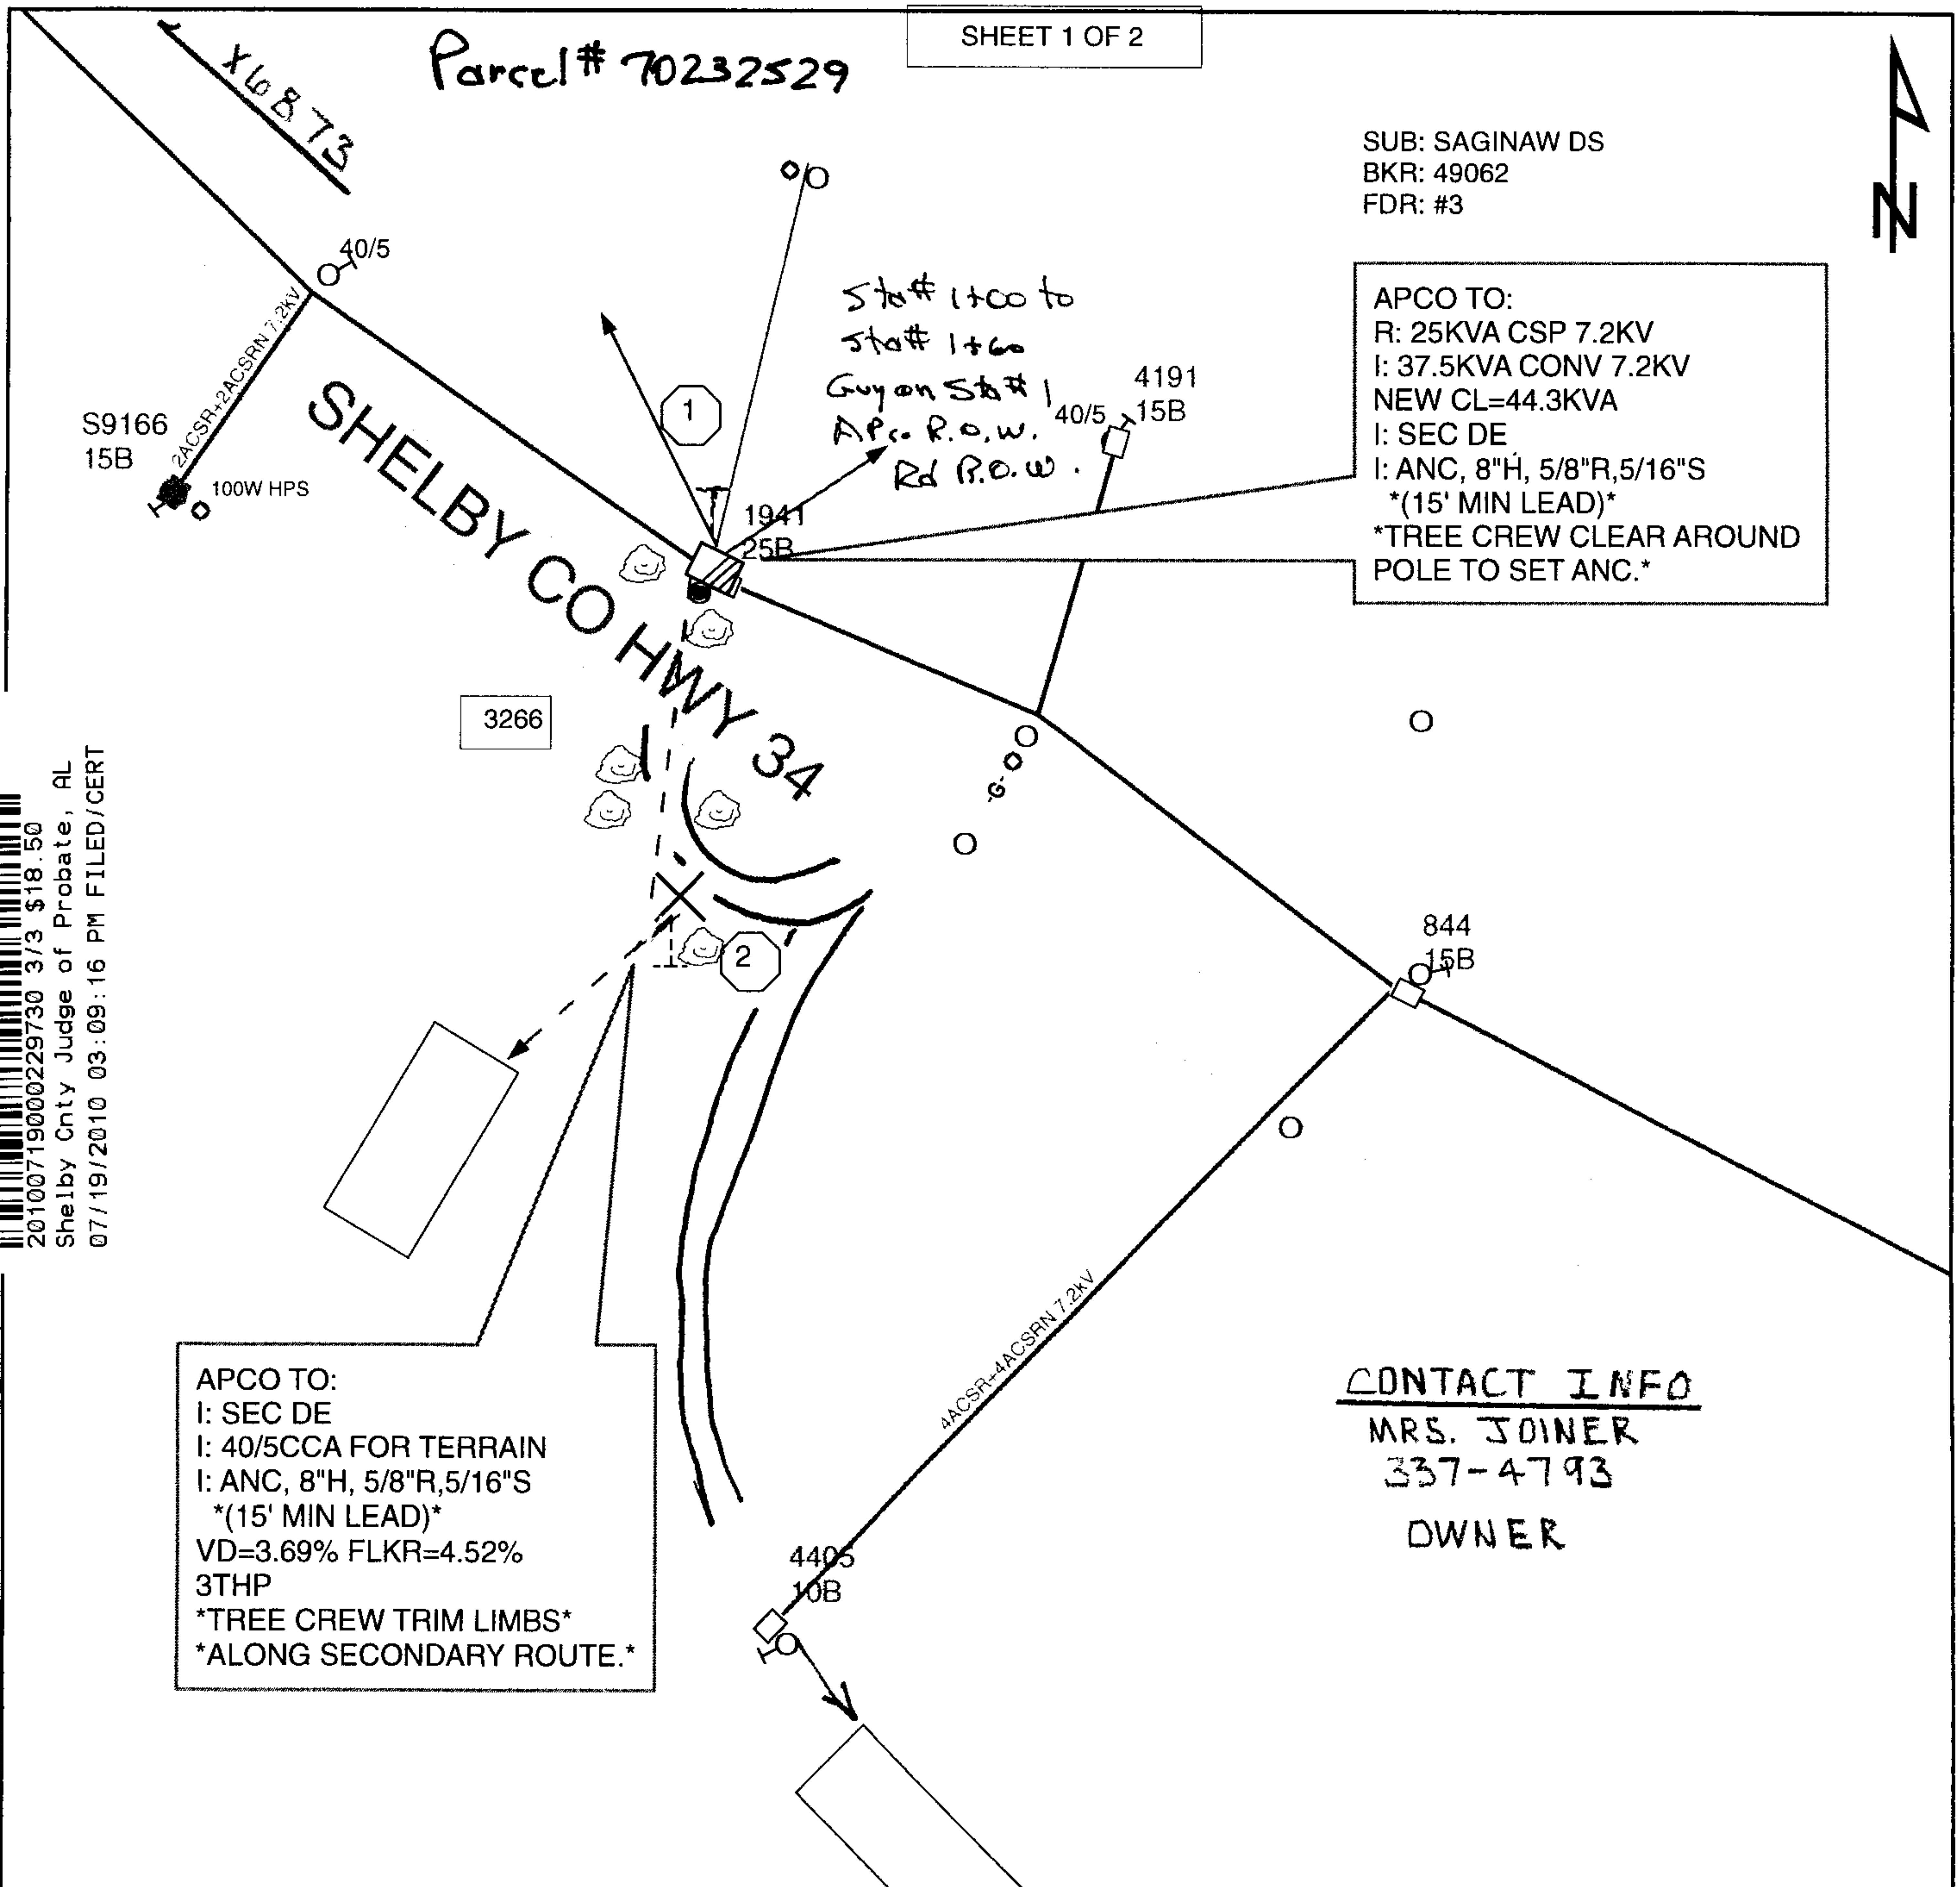 SHEET 1 OF 2
Parcel# 70232529
X6873
SUB: SAGINAW DS
BKR: 49062
FDR: #3
N
40/5
2ACSR+2ACSRN 7.2KV
S9166
15B
100W HPS
SHELBY CO HWY 34
Sta# 1+00 to
Sta# 1+60
Guy on Sta# 1
APco R.O.W.
Rd R.O.W.
1
40/5
4191
15B
1941
25B
APCO TO:
R: 25KVA CSP 7.2KV
I: 37.5KVA CONV 7.2KV
NEW CL=44.3KVA
I: SEC DE
I: ANC, 8"H, 5/8"R,5/16"S
*(15' MIN LEAD)*
*TREE CREW CLEAR AROUND
POLE TO SET ANC.*
3266
-G-
2
844
15B
20100719000229730 3/3 $18.50
Shelby Cnty Judge of Probate, AL
07/19/2010 03:09:16 PM FILED/CERT
4ACSR+4ACSRN 7.2KV
APCO TO:
I: SEC DE
I: 40/5CCA FOR TERRAIN
I: ANC, 8"H, 5/8"R,5/16"S
*(15' MIN LEAD)*
VD=3.69% FLKR=4.52%
3THP
*TREE CREW TRIM LIMBS*
*ALONG SECONDARY ROUTE.*
CONTACT INFO
MRS. JOINER
337-4793
OWNER
4405
10B